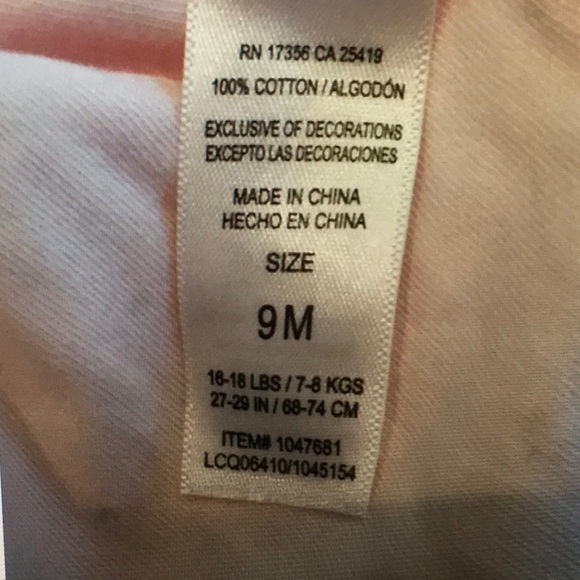 RN 17356 CA 25419
100% COTTON / ALGODÓN
EXCLUSIVE OF DECORATIONS
EXCEPTO LAS DECORACIONES
MADE IN CHINA
HECHO EN CHINA
SIZE
9M
16-18 LBS / 7-8 KGS
27-29 IN / 68-74 CM
ITEM# 1047681
LCQ06410/1045154